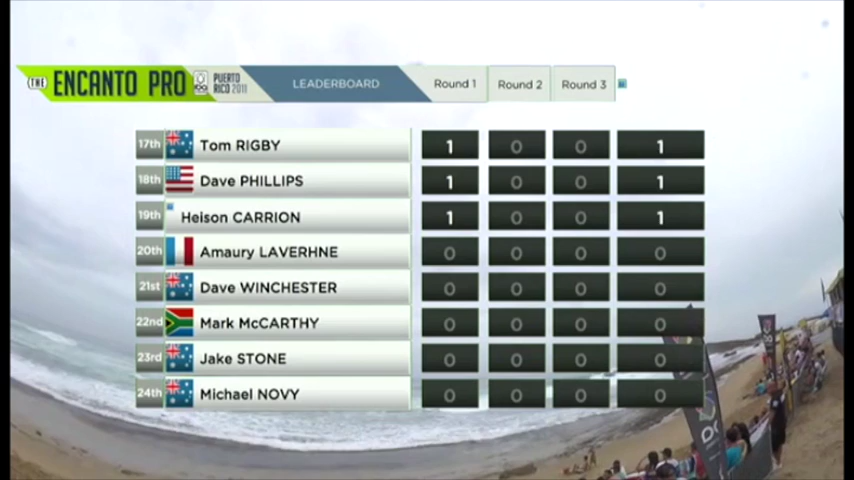 THE ENCANTO PRO PUERTO RICO 2011 LEADERBOARD Round 1 Round 2 Round 3
17th Tom RIGBY 1 0 0 1
18th Dave PHILLIPS 1 0 0 1
19th Heison CARRION 1 0 0 1
20th Amaury LAVERHNE 0 0 0 0
21st Dave WINCHESTER 0 0 0 0
22nd Mark McCARTHY 0 0 0 0
23rd Jake STONE 0 0 0 0
24th Michael NOVY 0 0 0 0